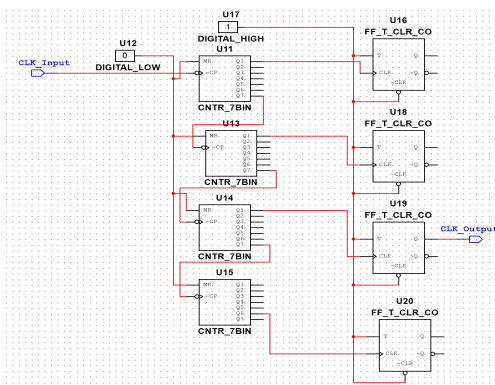 U17
1
DIGITAL_HIGH
U12
0
DIGITAL_LOW
CLK_Input
U11
MR
~CP
Q1
Q2
Q3
Q4
Q5
Q6
Q7
CNTR_7BIN
U16
FF_T_CLR_CO
T
Q
CLK
~CLR
U13
MR
~CP
Q1
Q2
Q3
Q4
Q5
Q6
Q7
CNTR_7BIN
U18
FF_T_CLR_CO
T
Q
CLK
~CLR
U14
MR
~CP
Q1
Q2
Q3
Q4
Q5
Q6
Q7
CNTR_7BIN
U19
FF_T_CLR_CO
T
Q
CLK
~CLR
CLK_Output
U15
MR
~CP
Q1
Q2
Q3
Q4
Q5
Q6
Q7
CNTR_7BIN
U20
FF_T_CLR_CO
T
Q
CLK
~CLR